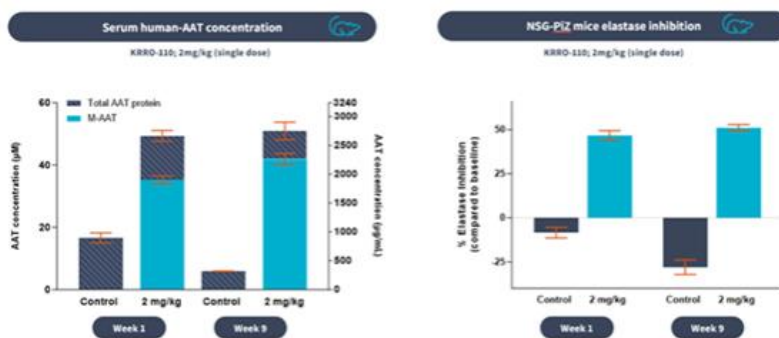 Serum human-AAT concentration
KRRO-110; 2mg/kg (single dose)
Total AAT protein
M-AAT
AAT concentration (µM)
60
40
20
0
3240
3000
2500
2000
1500
1000
500
0
AAT concentration (µg/mL)
Control
2 mg/kg
Control
2 mg/kg
Week 1
Week 9
NSG-PiZ mice elastase inhibition
KRRO-110; 2mg/kg (single dose)
% Elastase Inhibition
(compared to baseline)
50
25
0
-25
Control
2 mg/kg
Control
2 mg/kg
Week 1
Week 9